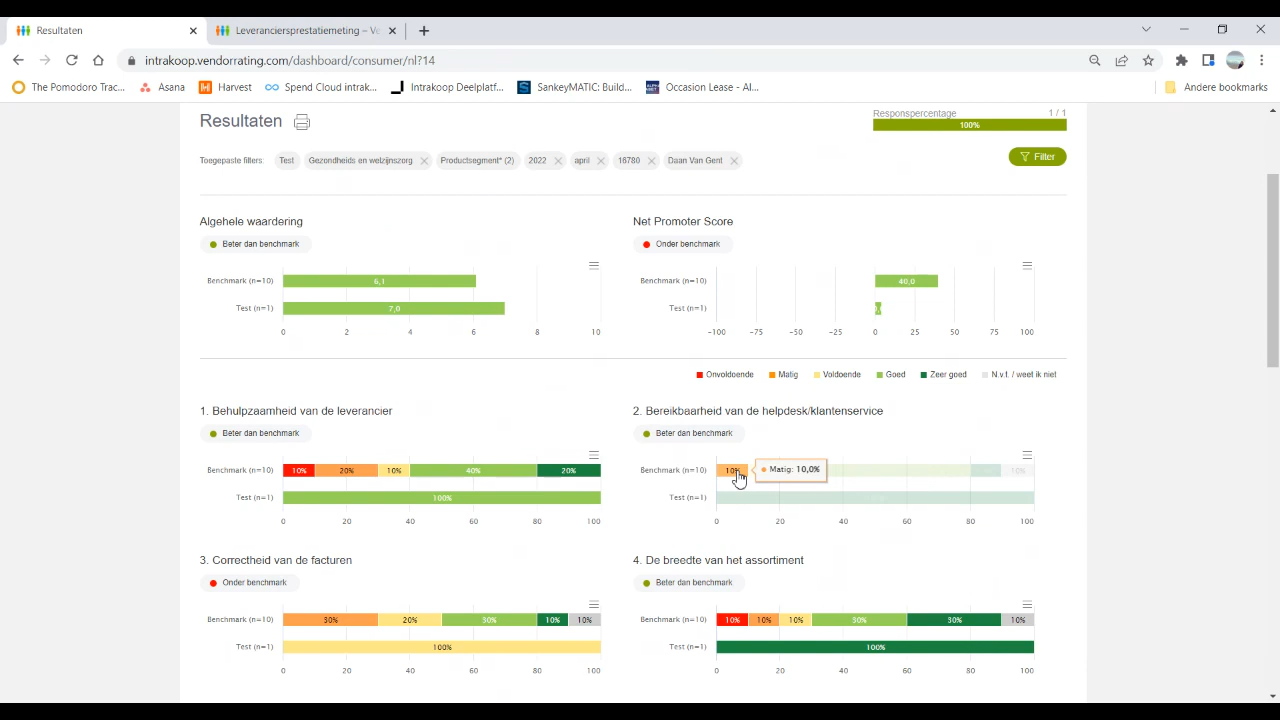 Resultaten
Leveranciersprestatiemeting – Ve
intrakoop.vendorrating.com/dashboard/consumer/nl?14
The Pomodoro Trac...
Asana
Harvest
Spend Cloud intrak...
Intrakoop Deelplatf...
SankeyMATIC: Build...
Occasion Lease - Al...
Andere bookmarks
Resultaten
Responspercentage 1 / 1
100%
Toegepaste filters: Test Gezondheids en welzijnszorg Productsegment* (2) 2022 april 16780 Daan Van Gent
Filter
Algehele waardering
Beter dan benchmark
Benchmark (n=10) 6,1
Test (n=1) 7,0
0 2 4 6 8 10
Net Promoter Score
Onder benchmark
Benchmark (n=10) 40,0
Test (n=1)
-100 -75 -50 -25 0 25 50 75 100
Onvoldoende Matig Voldoende Goed Zeer goed N.v.t. / weet ik niet
1. Behulpzaamheid van de leverancier
Beter dan benchmark
Benchmark (n=10) 10% 20% 10% 40% 20%
Test (n=1) 100%
0 20 40 60 80 100
2. Bereikbaarheid van de helpdesk/klantenservice
Beter dan benchmark
Benchmark (n=10) 10% Matig: 10,0% 10%
Test (n=1)
0 20 40 60 80 100
3. Correctheid van de facturen
Onder benchmark
Benchmark (n=10) 30% 20% 30% 10% 10%
Test (n=1) 100%
0 20 40 60 80 100
4. De breedte van het assortiment
Beter dan benchmark
Benchmark (n=10) 10% 10% 10% 30% 30% 10%
Test (n=1) 100%
0 20 40 60 80 100